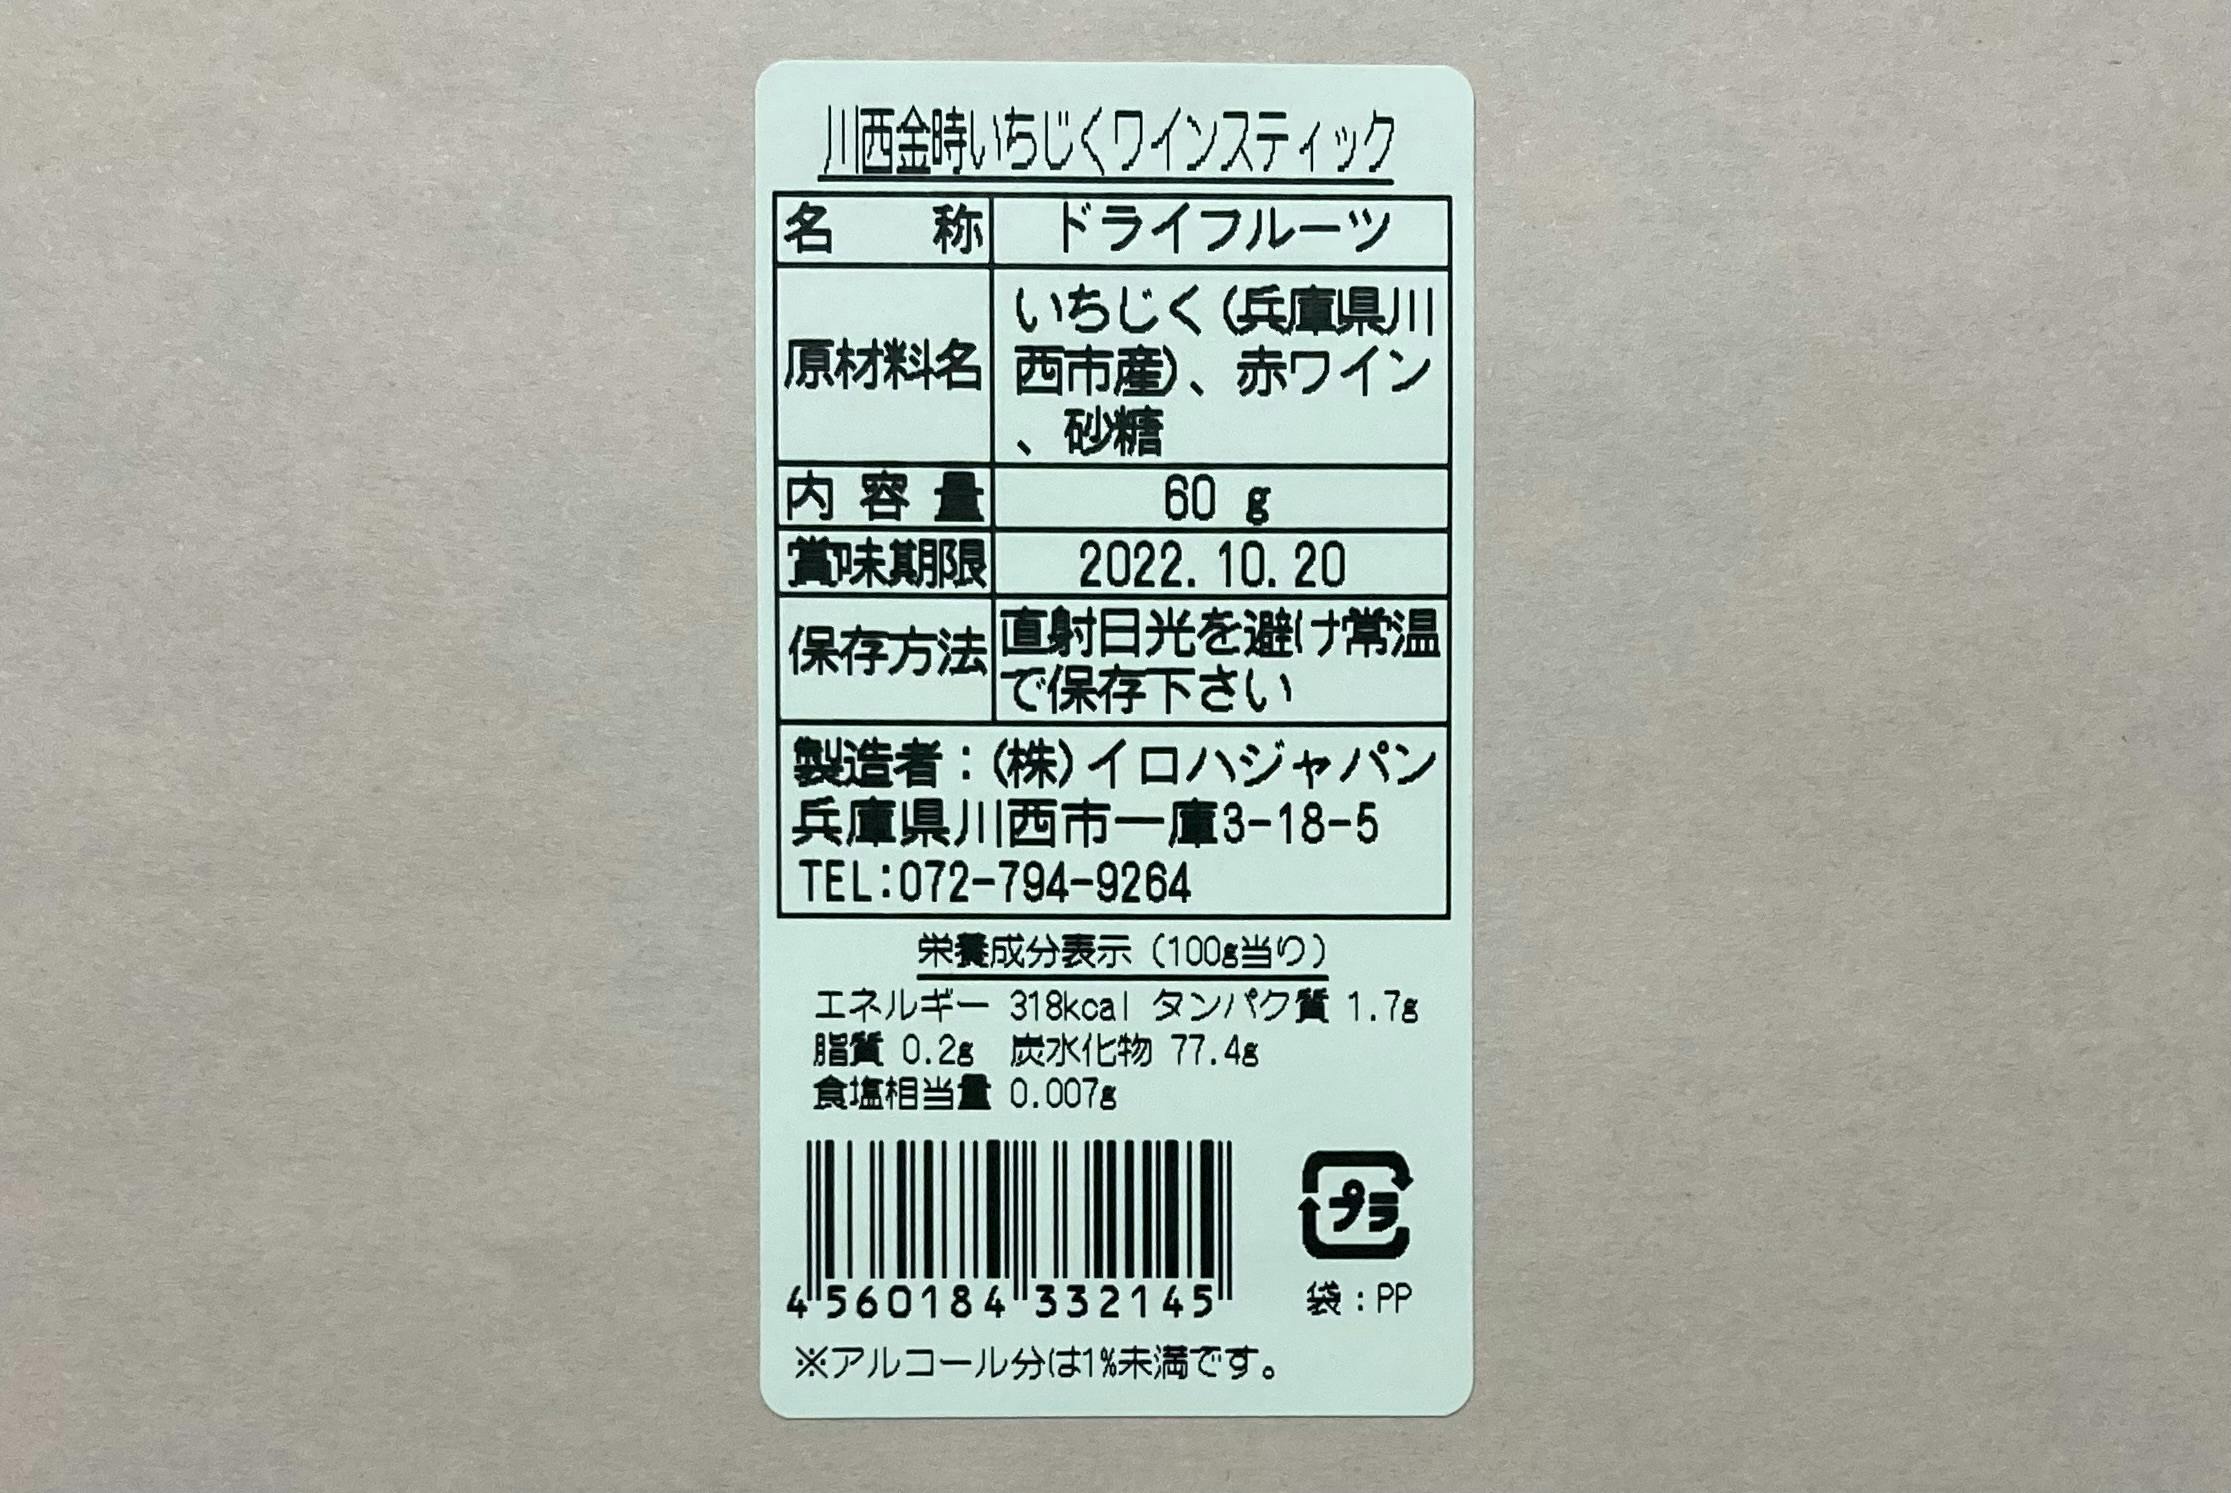 川西金時いちじくワインスティック
名 称 ドライフルーツ
原材料名 いちじく(兵庫県川
西市産)、赤ワイン
、砂糖
内 容 量 60 g
賞味期限 2022.10.20
保存方法 直射日光を避け常温
で保存下さい
製造者:(株)イロハジャパン
兵庫県川西市一庫3-18-5
TEL:072-794-9264
栄養成分表示(100g当り)
エネルギー 318kcal タンパク質 1.7g
脂質 0.2g 炭水化物 77.4g
食塩相当量 0.007g
プラ
4560184332145
袋:PP
※アルコール分は1%未満です。